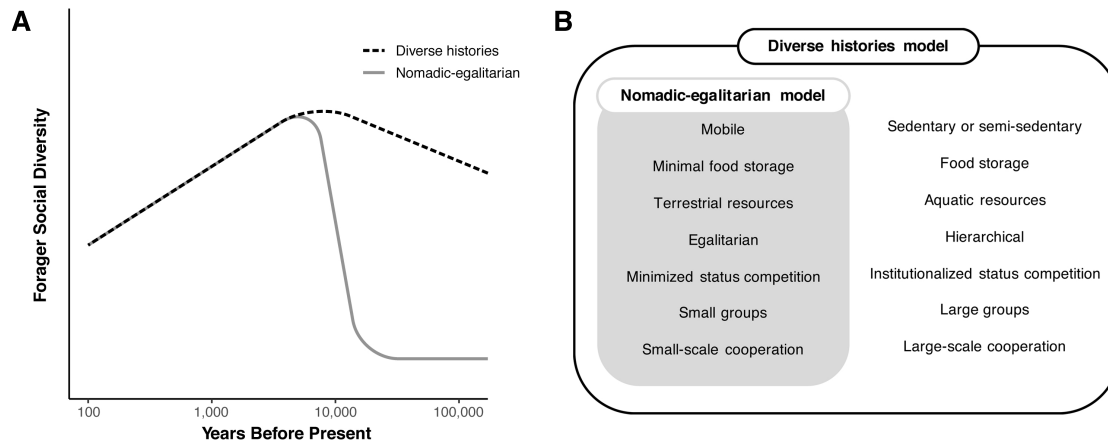 A
Forager Social Diversity
Diverse histories
Nomadic-egalitarian
100
1,000
10,000
100,000
Years Before Present
B
Diverse histories model
Nomadic-egalitarian model
Mobile
Sedentary or semi-sedentary
Minimal food storage
Food storage
Terrestrial resources
Aquatic resources
Egalitarian
Hierarchical
Minimized status competition
Institutionalized status competition
Small groups
Large groups
Small-scale cooperation
Large-scale cooperation